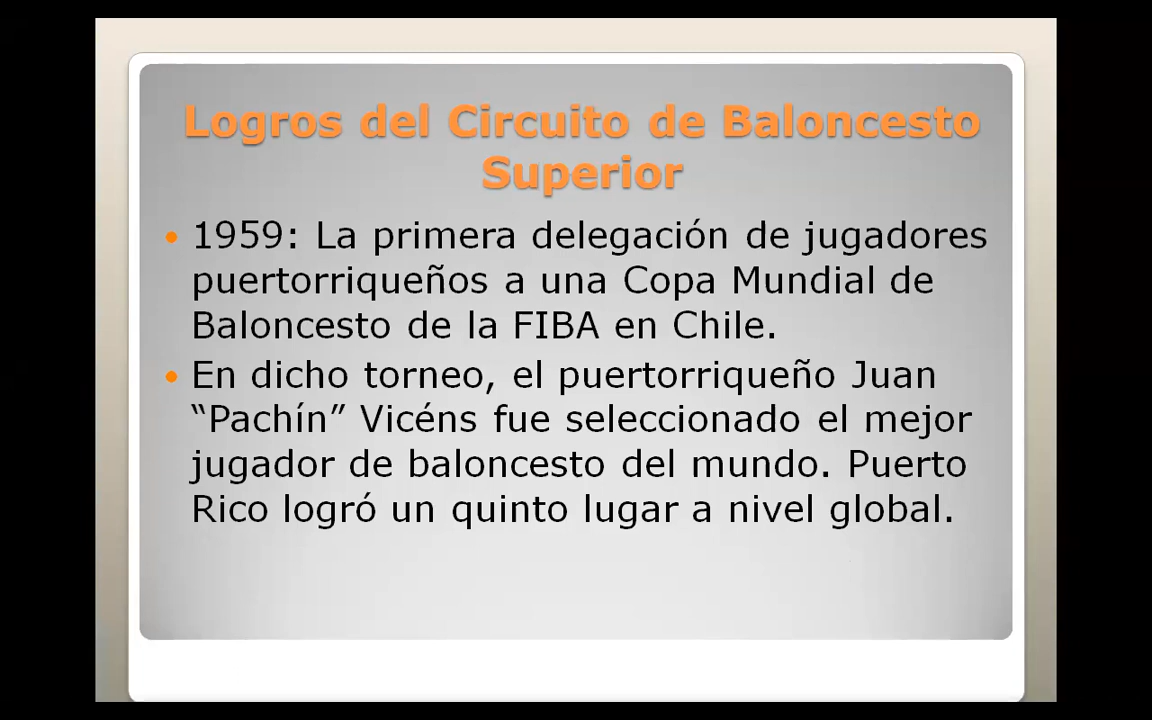 Logros del Circuito de Baloncesto
Superior
• 1959: La primera delegación de jugadores
puertorriqueños a una Copa Mundial de
Baloncesto de la FIBA en Chile.
• En dicho torneo, el puertorriqueño Juan
“Pachín” Vicéns fue seleccionado el mejor
jugador de baloncesto del mundo. Puerto
Rico logró un quinto lugar a nivel global.